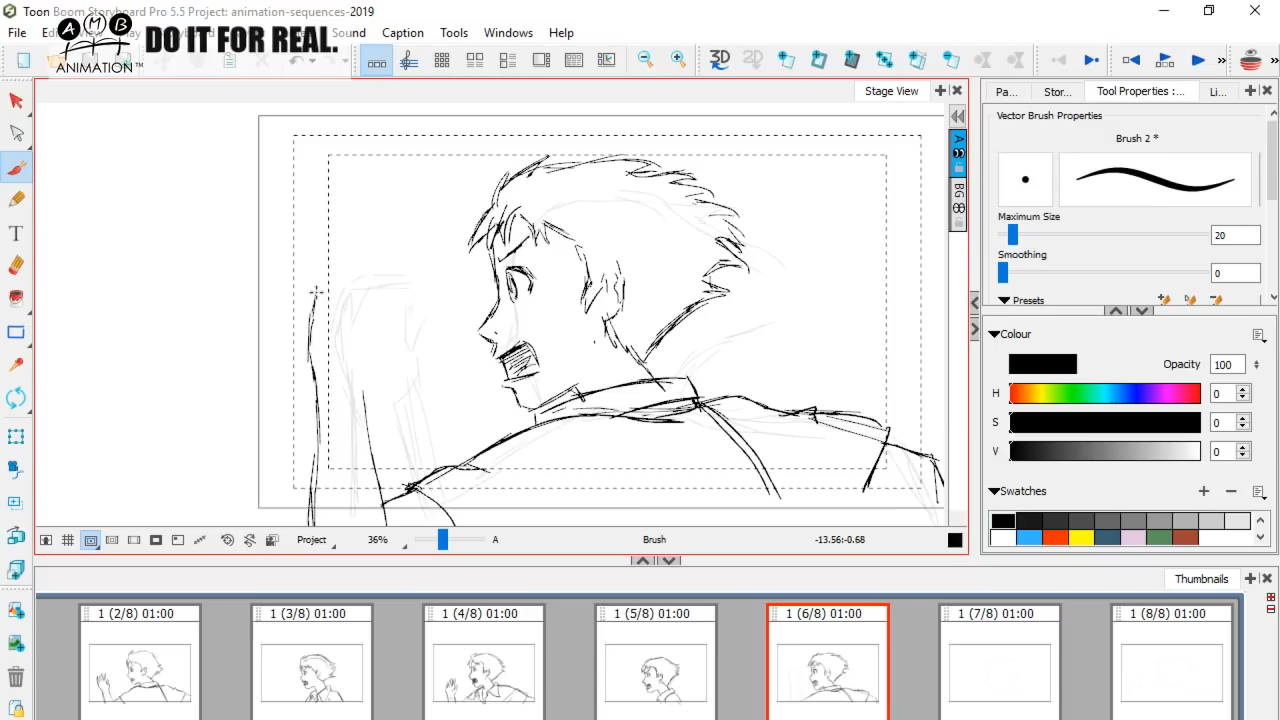 Toon Boom Storyboard Pro 5.5 Project: animation-sequences-2019
File
Sound
Caption
Tools
Windows
Help
AMB
ANIMATION™
DO IT FOR REAL.
3D
2D
Stage View
Pa...
Stor...
Tool Properties :...
Li...
Vector Brush Properties
Brush 2 *
Maximum Size
20
Smoothing
0
Presets
A
BG
T
Colour
Opacity
100
H
0
S
0
V
0
Swatches
Project
36%
A
Brush
-13.56:-0.68
Thumbnails
1 (2/8) 01:00
1 (3/8) 01:00
1 (4/8) 01:00
1 (5/8) 01:00
1 (6/8) 01:00
1 (7/8) 01:00
1 (8/8) 01:00